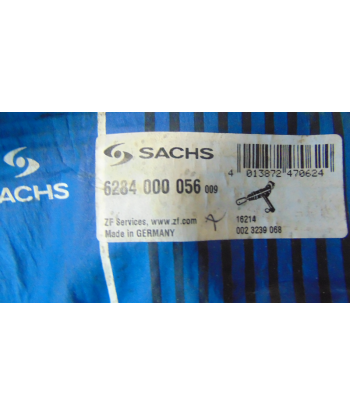 SACHS
SACHS
6284 000 056 009
4 013872 470624
ZF Services, www.zf.com
Made in GERMANY
16214
002 3239 068